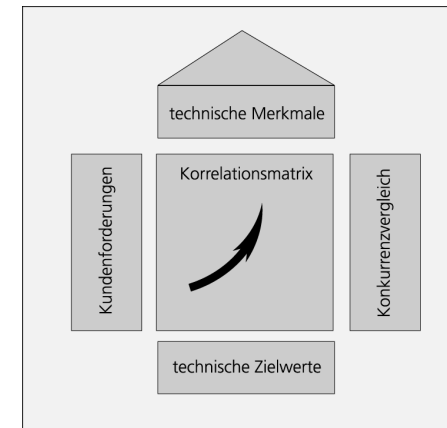 technische Merkmale
Kundenforderungen
Korrelationsmatrix
Konkurrenzvergleich
technische Zielwerte